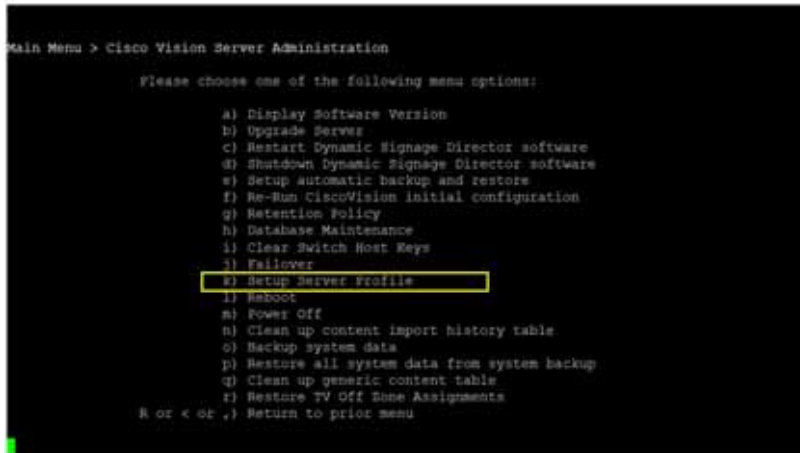 Main Menu > Cisco Vision Server Administration
Please choose one of the following menu options:
a) Display Software Version
b) Upgrade Server
c) Restart Dynamic Signage Director software
d) Shutdown Dynamic Signage Director software
e) Setup automatic backup and restore
f) Re-Run CiscoVision initial configuration
g) Retention Policy
h) Database Maintenance
i) Clear Switch Host Keys
j) Failover
k) Setup Server Profile
l) Reboot
m) Power Off
n) Clean up content import history table
o) Backup system data
p) Restore all system data from system backup
q) Clean up generic content table
r) Restore TV Off Zone Assignments
R or < or ,) Return to prior menu